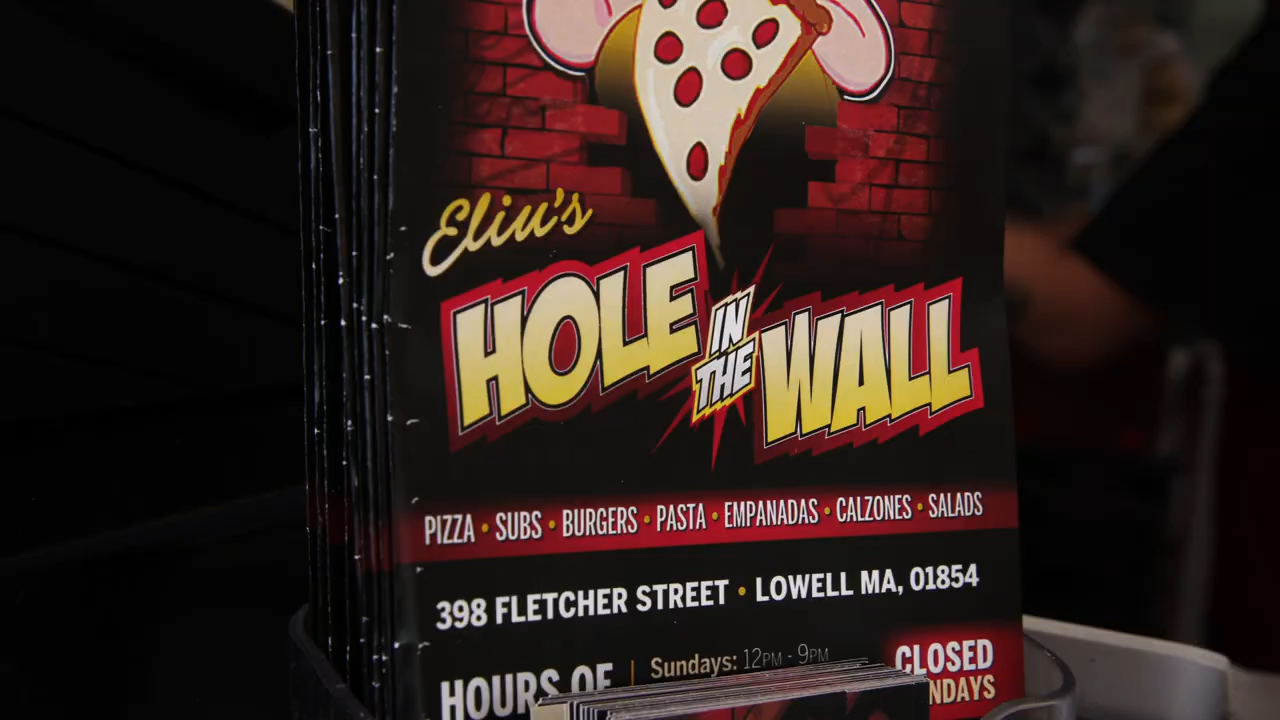 Eliu's
HOLE IN THE WALL
PIZZA • SUBS • BURGERS • PASTA • EMPANADAS • CALZONES • SALADS
398 FLETCHER STREET • LOWELL MA, 01854
HOURS OF | Sundays: 12PM - 9PM
CLOSED